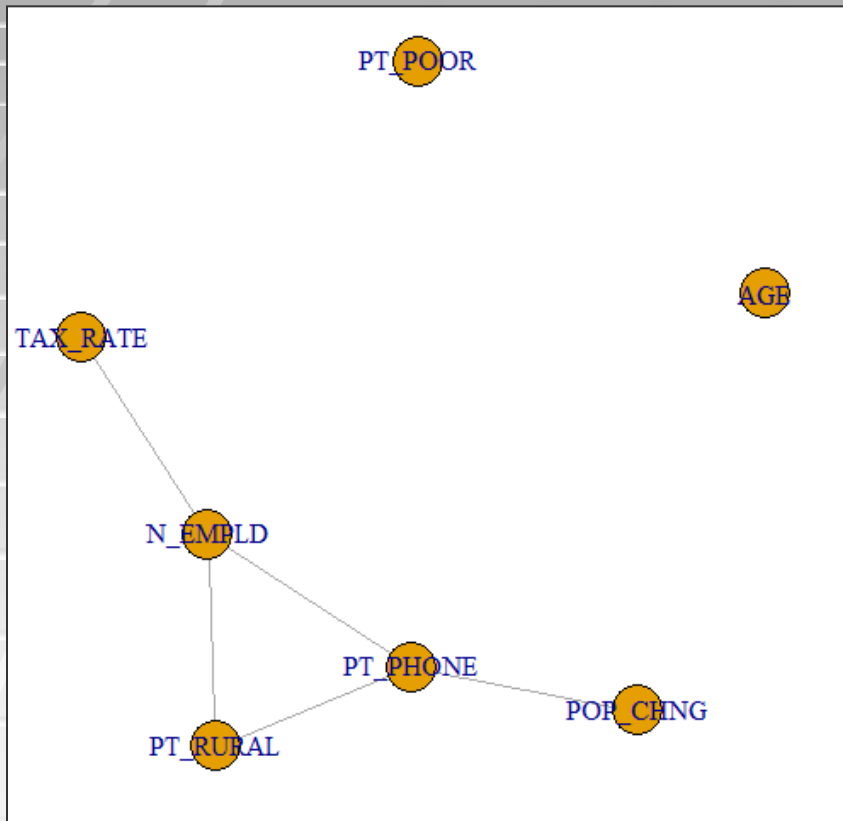 PT_POOR
AGE
TAX_RATE
N_EMPLD
PT_PHONE
POP_CHNG
PT_RURAL